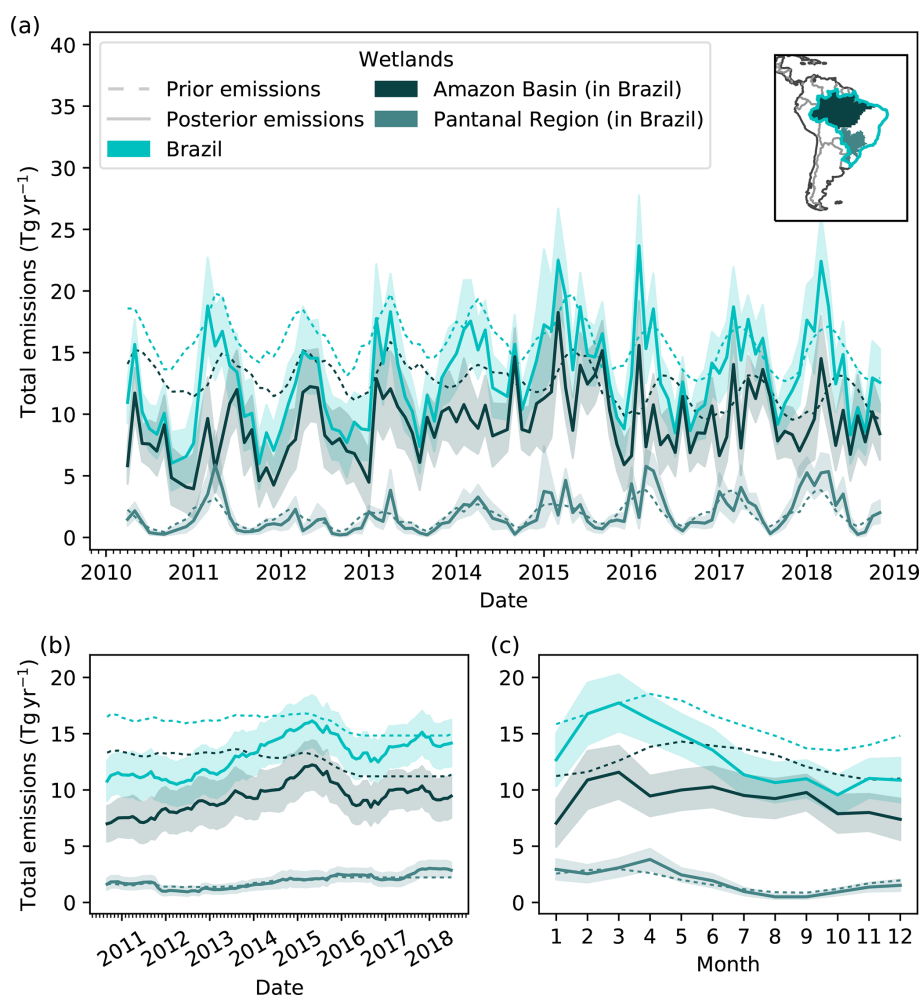 (a)
40
35
30
25
20
15
10
5
0
Total emissions (Tg yr⁻¹)
Wetlands
Prior emissions
Posterior emissions
Brazil
Amazon Basin (in Brazil)
Pantanal Region (in Brazil)
2010 2011 2012 2013 2014 2015 2016 2017 2018 2019
Date
(b)
20
15
10
5
0
Total emissions (Tg yr⁻¹)
2011 2012 2013 2014 2015 2016 2017 2018
Date
(c)
20
15
10
5
0
1 2 3 4 5 6 7 8 9 10 11 12
Month